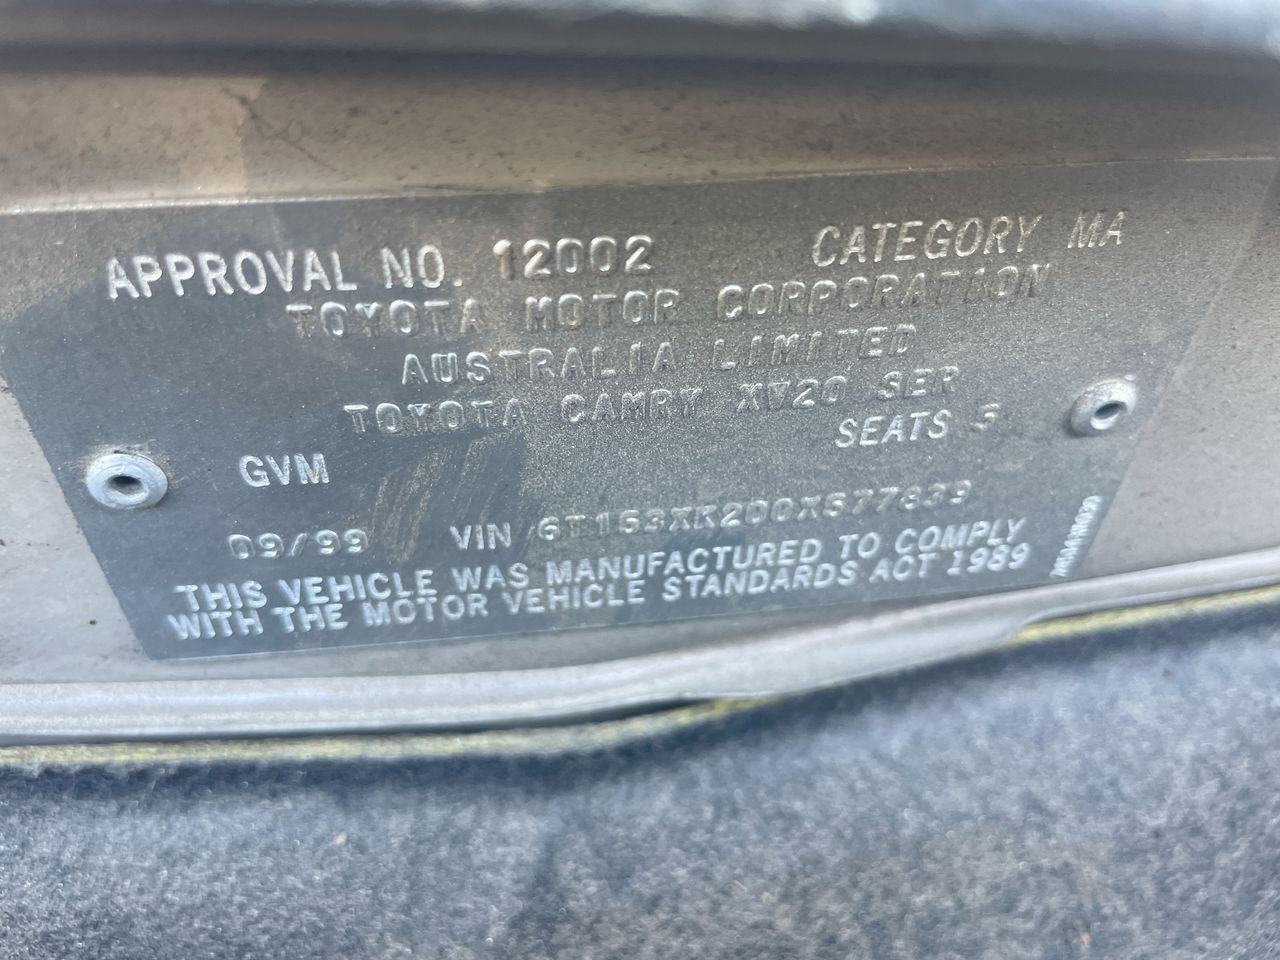 APPROVAL NO. 12002 CATEGORY MA
TOYOTA MOTOR CORPORATION
AUSTRALIA LIMITED
TOYOTA CAMRY XV20 SER
SEATS 5
GVM
09/99 VIN 6T153XK200X677839
THIS VEHICLE WAS MANUFACTURED TO COMPLY
WITH THE MOTOR VEHICLE STANDARDS ACT 1989